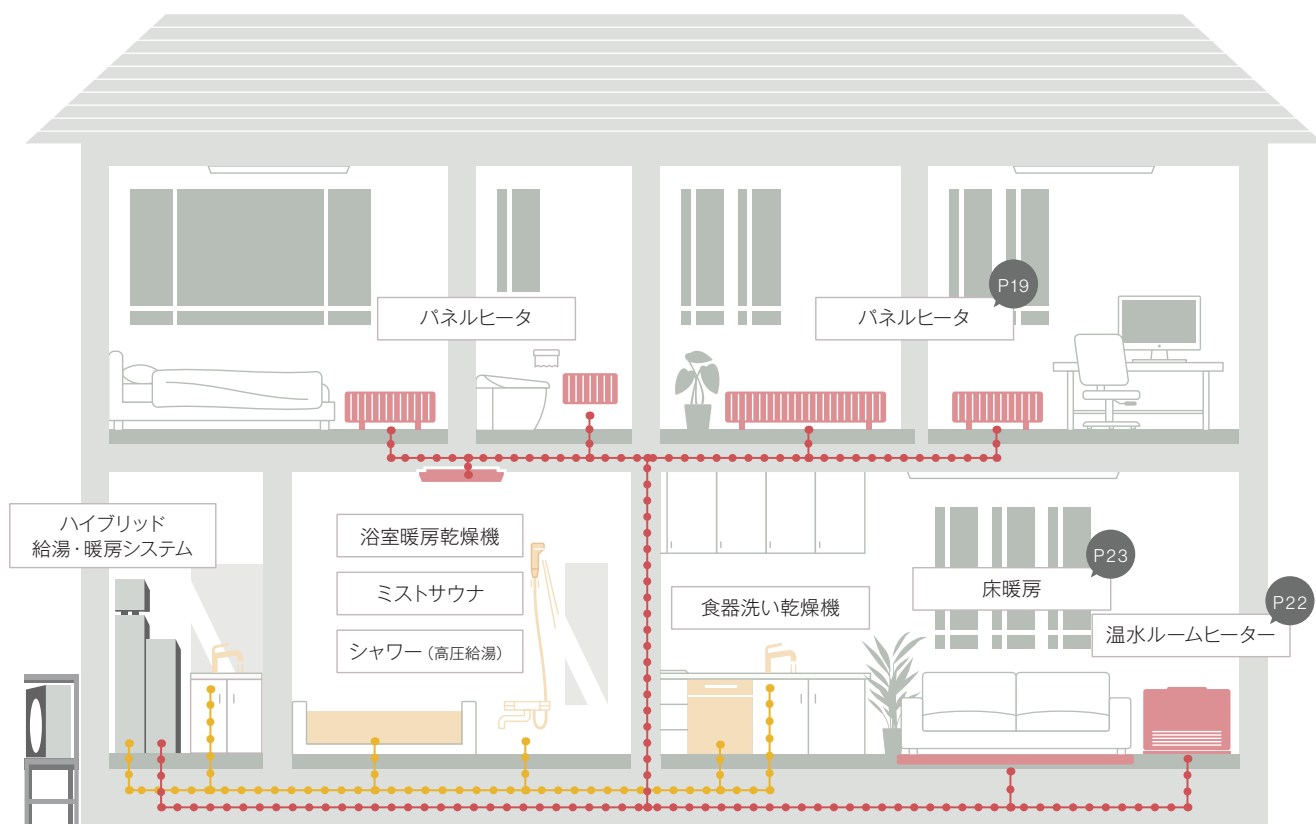 P19
パネルヒータ
パネルヒータ
ハイブリッド
給湯・暖房システム
浴室暖房乾燥機
ミストサウナ
シャワー（高圧給湯）
食器洗い乾燥機
P23
床暖房
P22
温水ルームヒーター